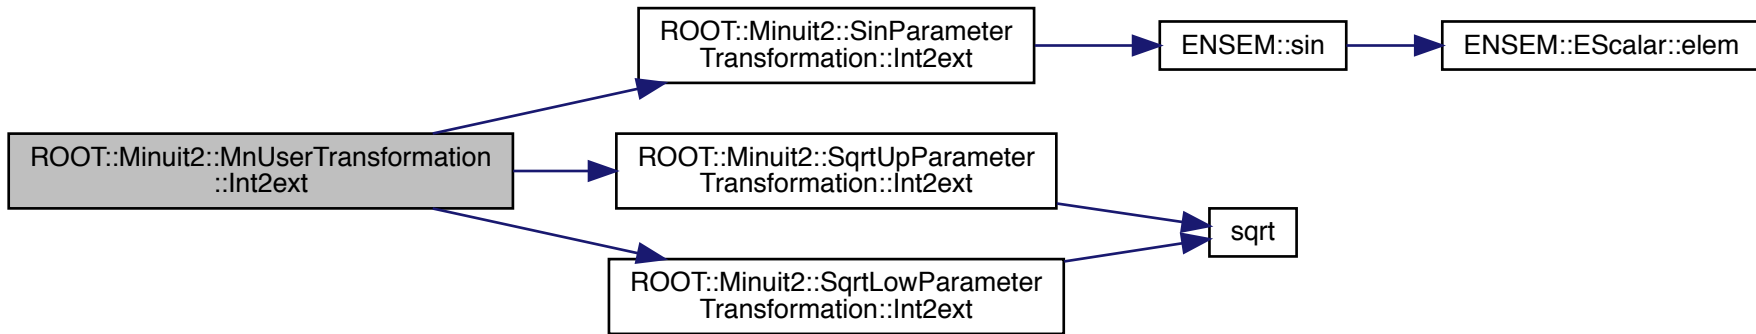 ROOT::Minuit2::SinParameter
Transformation::Int2ext
ENSEM::sin
ENSEM::EScalar::elem
ROOT::Minuit2::MnUserTransformation
::Int2ext
ROOT::Minuit2::SqrtUpParameter
Transformation::Int2ext
sqrt
ROOT::Minuit2::SqrtLowParameter
Transformation::Int2ext